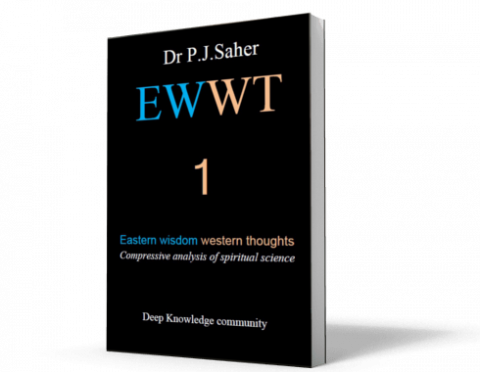 Dr P.J.Saher
EWWT
1
Eastern wisdom western thoughts
Compressive analysis of spiritual science
Deep Knowledge community